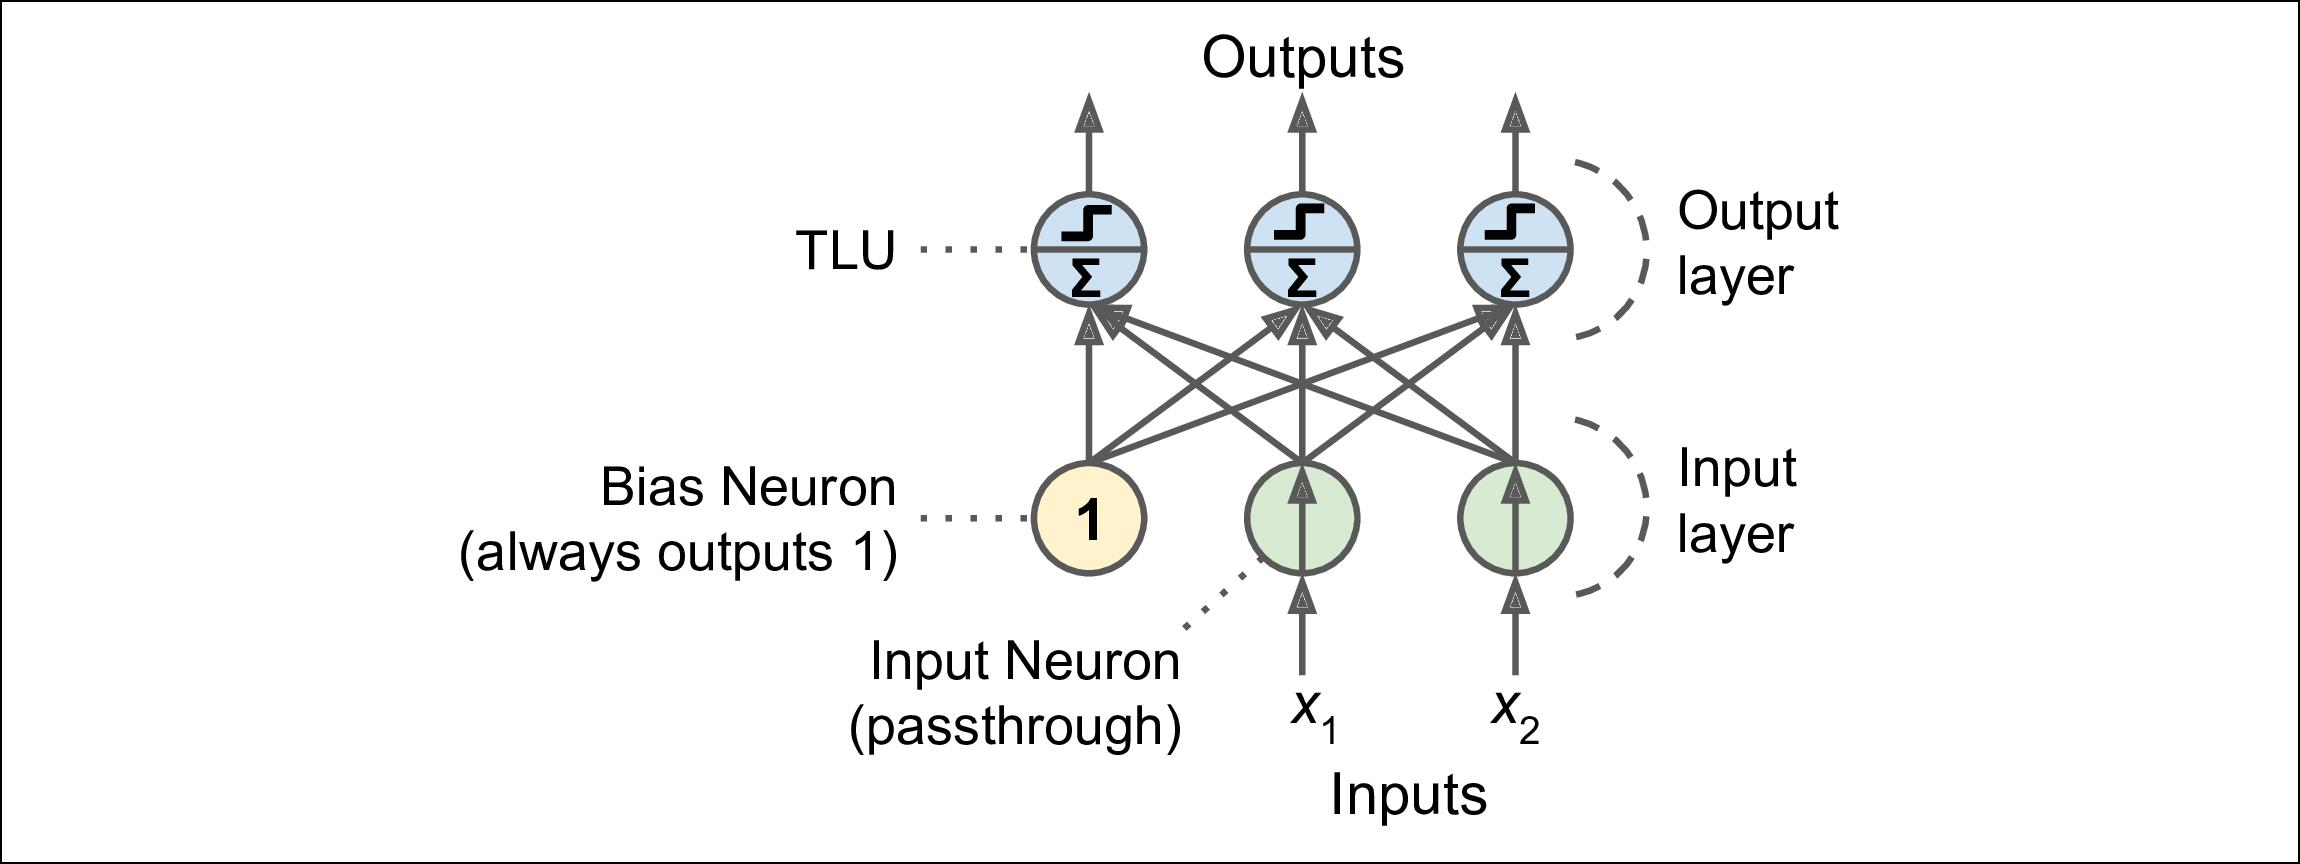 Outputs
TLU
Σ
Σ
Σ
Output
layer
Bias Neuron
(always outputs 1)
1
Input
layer
Input Neuron
(passthrough)
x₁
x₂
Inputs